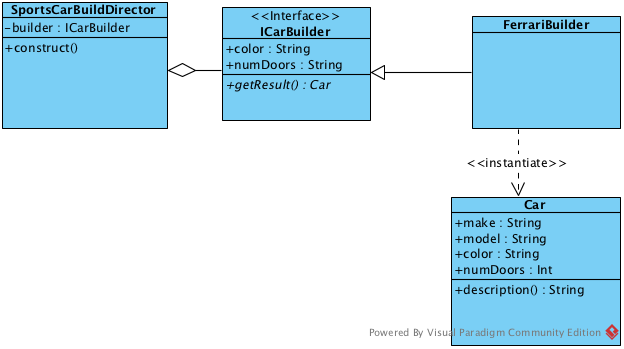 SportsCarBuildDirector
-builder : ICarBuilder
+construct()
<<Interface>>
ICarBuilder
+color : String
+numDoors : String
+getResult() : Car
FerrariBuilder
<<instantiate>>
Car
+make : String
+model : String
+color : String
+numDoors : Int
+description() : String
Powered By Visual Paradigm Community Edition